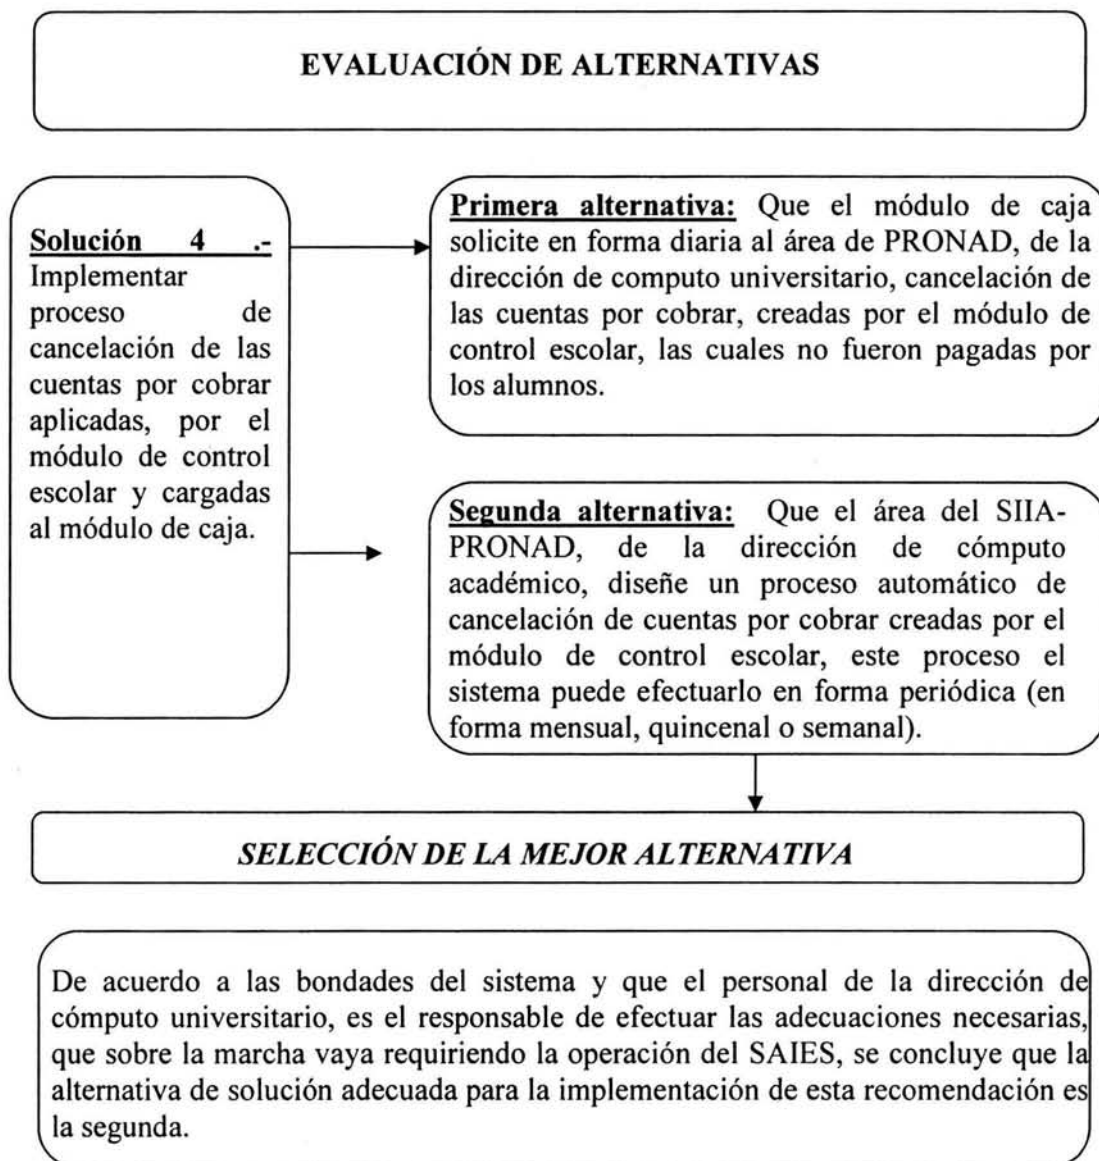 EVALUACIÓN DE ALTERNATIVAS
Solución 4 .-
Implementar
proceso de
cancelación de las
cuentas por cobrar
aplicadas, por el
módulo de control
escolar y cargadas
al módulo de caja.
Primera alternativa: Que el módulo de caja
solicite en forma diaria al área de PRONAD, de la
dirección de computo universitario, cancelación de
las cuentas por cobrar, creadas por el módulo de
control escolar, las cuales no fueron pagadas por
los alumnos.
Segunda alternativa: Que el área del SIIA-
PRONAD, de la dirección de cómputo
académico, diseñe un proceso automático de
cancelación de cuentas por cobrar creadas por el
módulo de control escolar, este proceso el
sistema puede efectuarlo en forma periódica (en
forma mensual, quincenal o semanal).
SELECCIÓN DE LA MEJOR ALTERNATIVA
De acuerdo a las bondades del sistema y que el personal de la dirección de
cómputo universitario, es el responsable de efectuar las adecuaciones necesarias,
que sobre la marcha vaya requiriendo la operación del SAIES, se concluye que la
alternativa de solución adecuada para la implementación de esta recomendación es
la segunda.